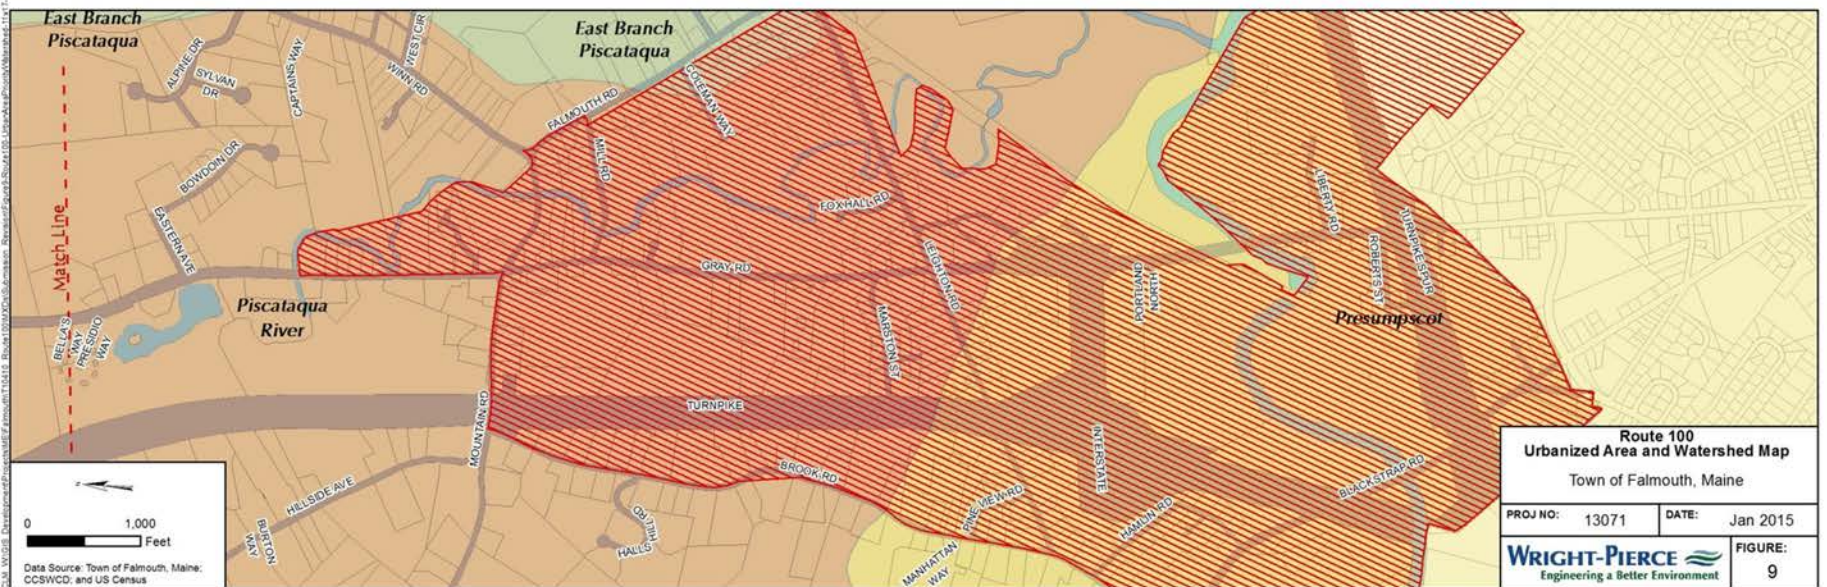 East Branch
Piscataqua
East Branch
Piscataqua
ALPINE DR
SYLVAN
DR
CAPTAINS WAY
WEST CIR
WINN RD
FALMOUTH RD
COLEMAN WAY
MILL RD
BOWDOIN DR
EASTERN AVE
FOXHALL RD
LEIGHTON RD
GRAY RD
MARSTON ST
PORTLAND
NORTH
LIBERTY RD
ROBERTS ST
TURNPIKE SPUR
Match Line
Piscataqua
River
Presumpscot
BELLA'S
WAY
PRESIDIO
WAY
TURNPIKE
MOUNTAIN RD
INTERSTATE
BROOK RD
PINE VIEW RD
HAMLIN RD
BLACKSTRAP RD
HILLSIDE AVE
BURTON
WAY
HILL RD
HALLS
MANHATTAN
WAY
0 1,000
Feet
Data Source: Town of Falmouth, Maine;
CCSWCD; and US Census
Route 100
Urbanized Area and Watershed Map
Town of Falmouth, Maine
PROJ NO: 13071 DATE: Jan 2015
WRIGHT-PIERCE
Engineering a Better Environment
FIGURE:
9